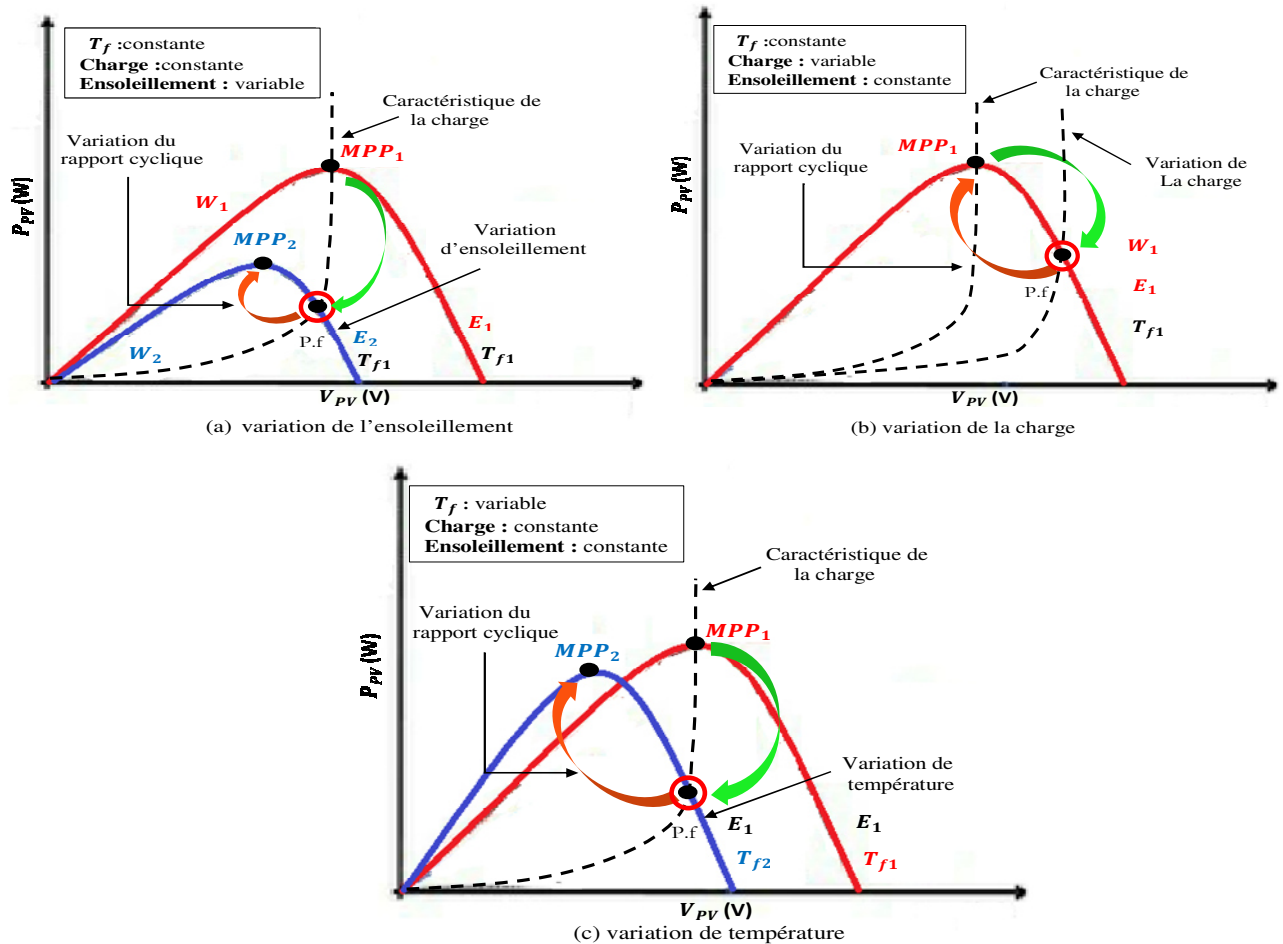 T_f :constante
Charge :constante
Ensoleillement : variable
Caractéristique de
la charge
Variation du
rapport cyclique
MPP_1
W_1
MPP_2
Variation
d'ensoleillement
P.f
W_2
E_2
T_f1
E_1
T_f1
P_PV (W)
V_PV (V)
(a) variation de l'ensoleillement
T_f :constante
Charge : variable
Ensoleillement : constante
Caractéristique de
la charge
Variation du
rapport cyclique
MPP_1
Variation de
La charge
W_1
E_1
T_f1
P.f
P_PV (W)
V_PV (V)
(b) variation de la charge
T_f : variable
Charge : constante
Ensoleillement : constante
Caractéristique de
la charge
Variation du
rapport cyclique
MPP_1
MPP_2
Variation de
température
P.f
E_1
T_f2
E_1
T_f1
P_PV (W)
V_PV (V)
(c) variation de température